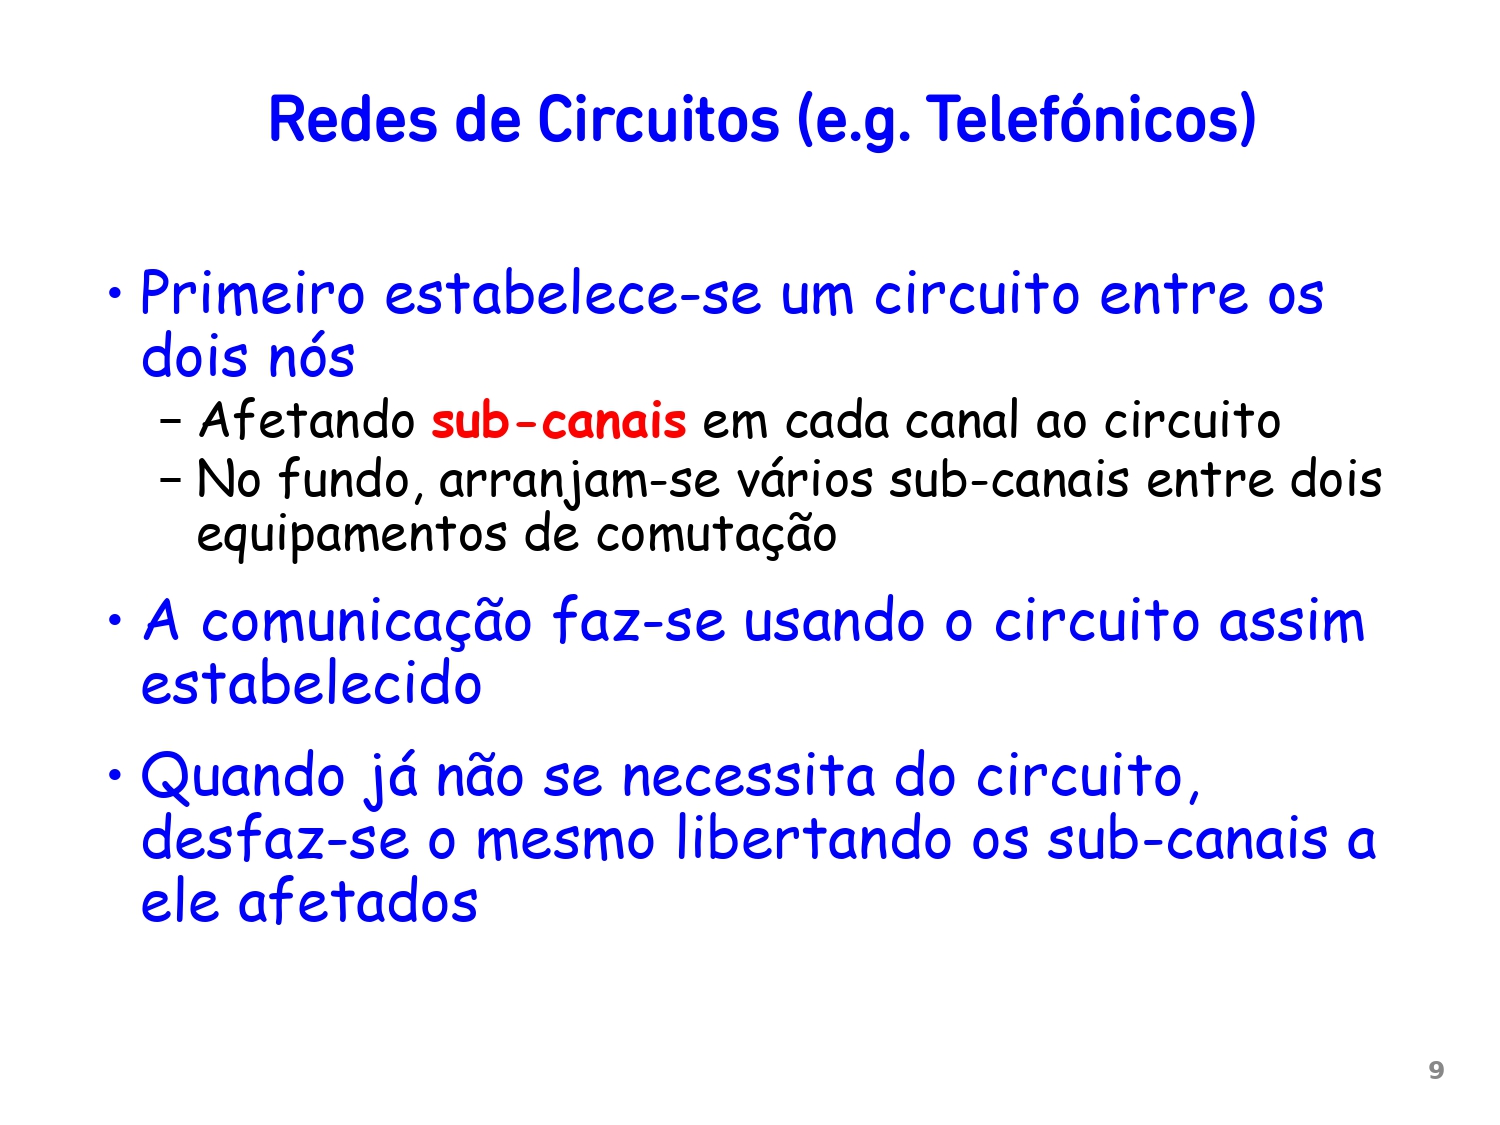 Redes de Circuitos (e.g. Telefónicos)
• Primeiro estabelece-se um circuito entre os
dois nós
– Afetando sub-canais em cada canal ao circuito
– No fundo, arranjam-se vários sub-canais entre dois
equipamentos de comutação
• A comunicação faz-se usando o circuito assim
estabelecido
• Quando já não se necessita do circuito,
desfaz-se o mesmo libertando os sub-canais a
ele afetados
9